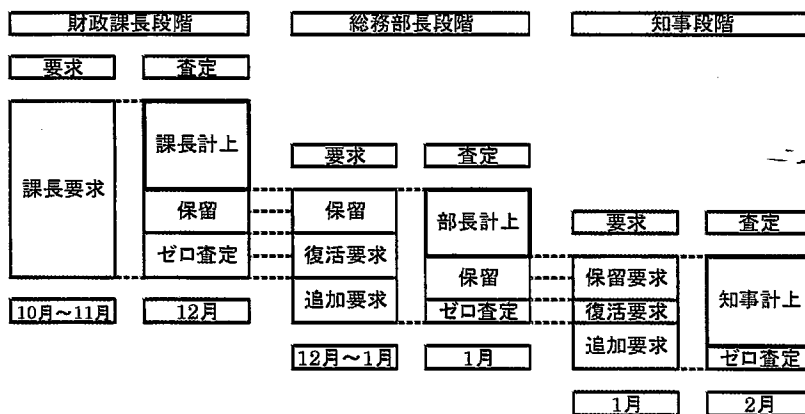 財政課長段階
総務部長段階
知事段階
要求
査定
課長要求
課長計上
保留
ゼロ査定
10月～11月
12月
要求
査定
保留
復活要求
追加要求
部長計上
保留
ゼロ査定
12月～1月
1月
要求
査定
保留要求
復活要求
追加要求
知事計上
ゼロ査定
1月
2月